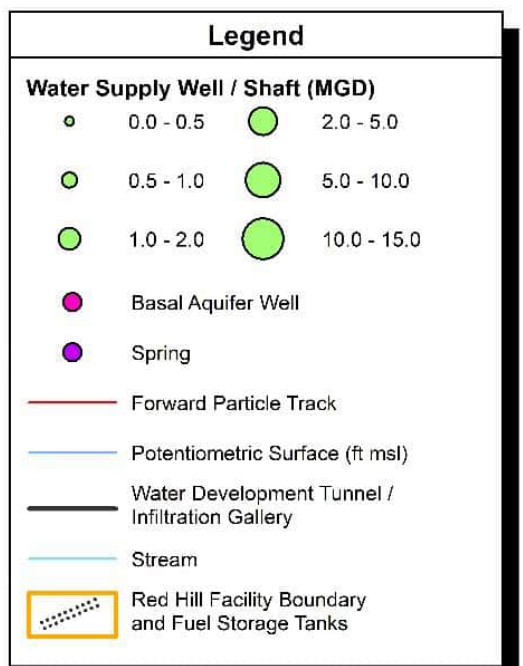 Legend
Water Supply Well / Shaft (MGD)
0.0 - 0.5 2.0 - 5.0
0.5 - 1.0 5.0 - 10.0
1.0 - 2.0 10.0 - 15.0
Basal Aquifer Well
Spring
Forward Particle Track
Potentiometric Surface (ft msl)
Water Development Tunnel /
Infiltration Gallery
Stream
Red Hill Facility Boundary
and Fuel Storage Tanks